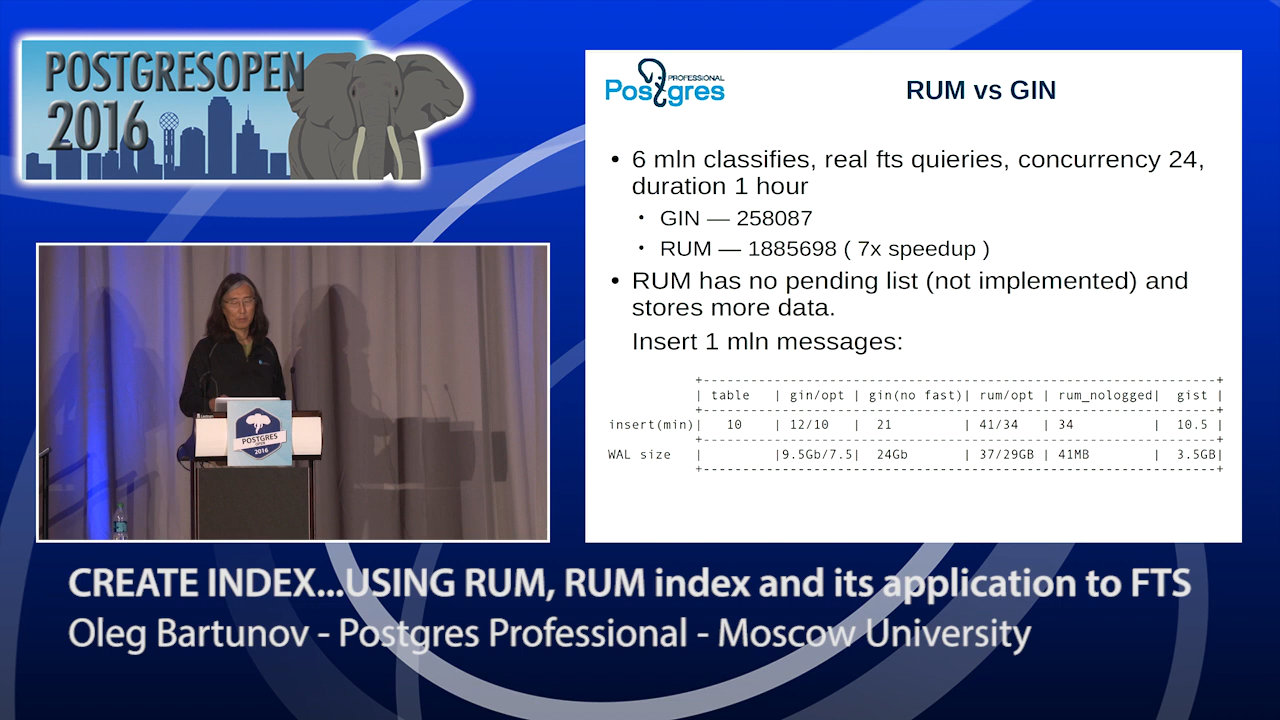 POSTGRESOPEN
2016
POSTGRES
OPEN
2016
PROFESSIONAL
Postgres
RUM vs GIN
• 6 mln classifies, real fts quieries, concurrency 24,
duration 1 hour
• GIN — 258087
• RUM — 1885698 ( 7x speedup )
• RUM has no pending list (not implemented) and
stores more data.
Insert 1 mln messages:
| table | gin/opt | gin(no fast)| rum/opt | rum_nologged| gist |
insert(min)| 10 | 12/10 | 21 | 41/34 | 34 | 10.5 |
WAL size | |9.5Gb/7.5| 24Gb | 37/29GB | 41MB | 3.5GB|
CREATE INDEX...USING RUM, RUM index and its application to FTS
Oleg Bartunov - Postgres Professional - Moscow University